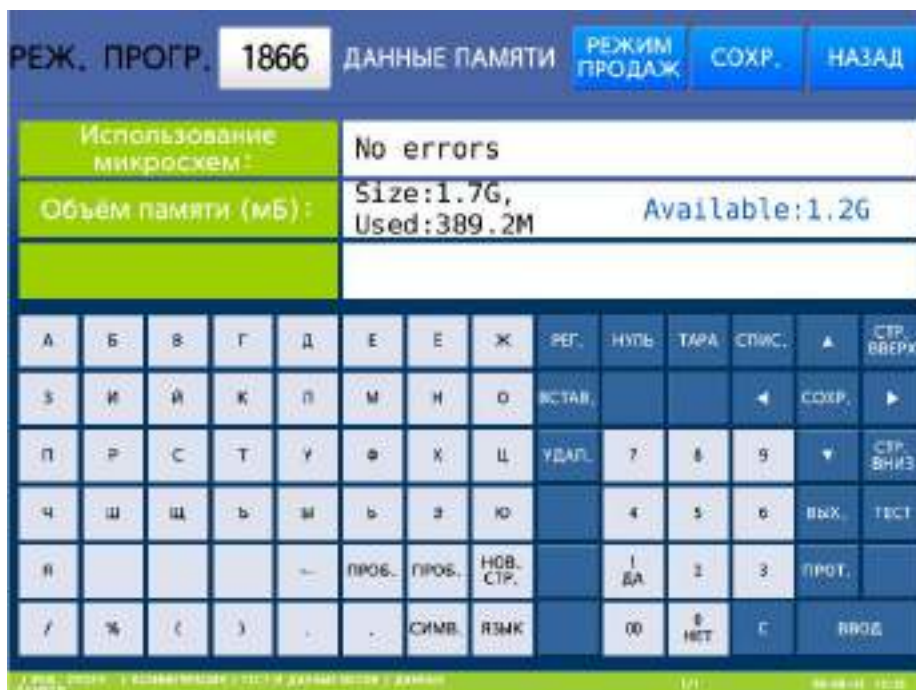 РЕЖ. ПРОГР. 1866 ДАННЫЕ ПАМЯТИ РЕЖИМ ПРОДАЖ СОХР. НАЗАД
Использование микросхем: No errors
Объём памяти (мБ): Size:1.7G, Used:389.2M Available:1.2G
А Б В Г Д Е Ё Ж РЕГ. НУЛЬ ТАРА СПИС. ▲ СТР. ВВЕРХ
З И Й К Л М Н О ВСТАВ. ◀ СОХР. ▶
П Р С Т У Ф Х Ц УДАЛ. 7 8 9 ▼ СТР. ВНИЗ
Ч Ш Щ Ъ Ы Ь Э Ю 4 5 6 ВЫХ. ТЕСТ
Я ← ПРОБ. ПРОБ. НОВ. СТР. 1 ДА 2 3 ПРОТ.
/ % ( ) . СИМВ. ЯЗЫК 00 0 НЕТ С ВВОД
1/1